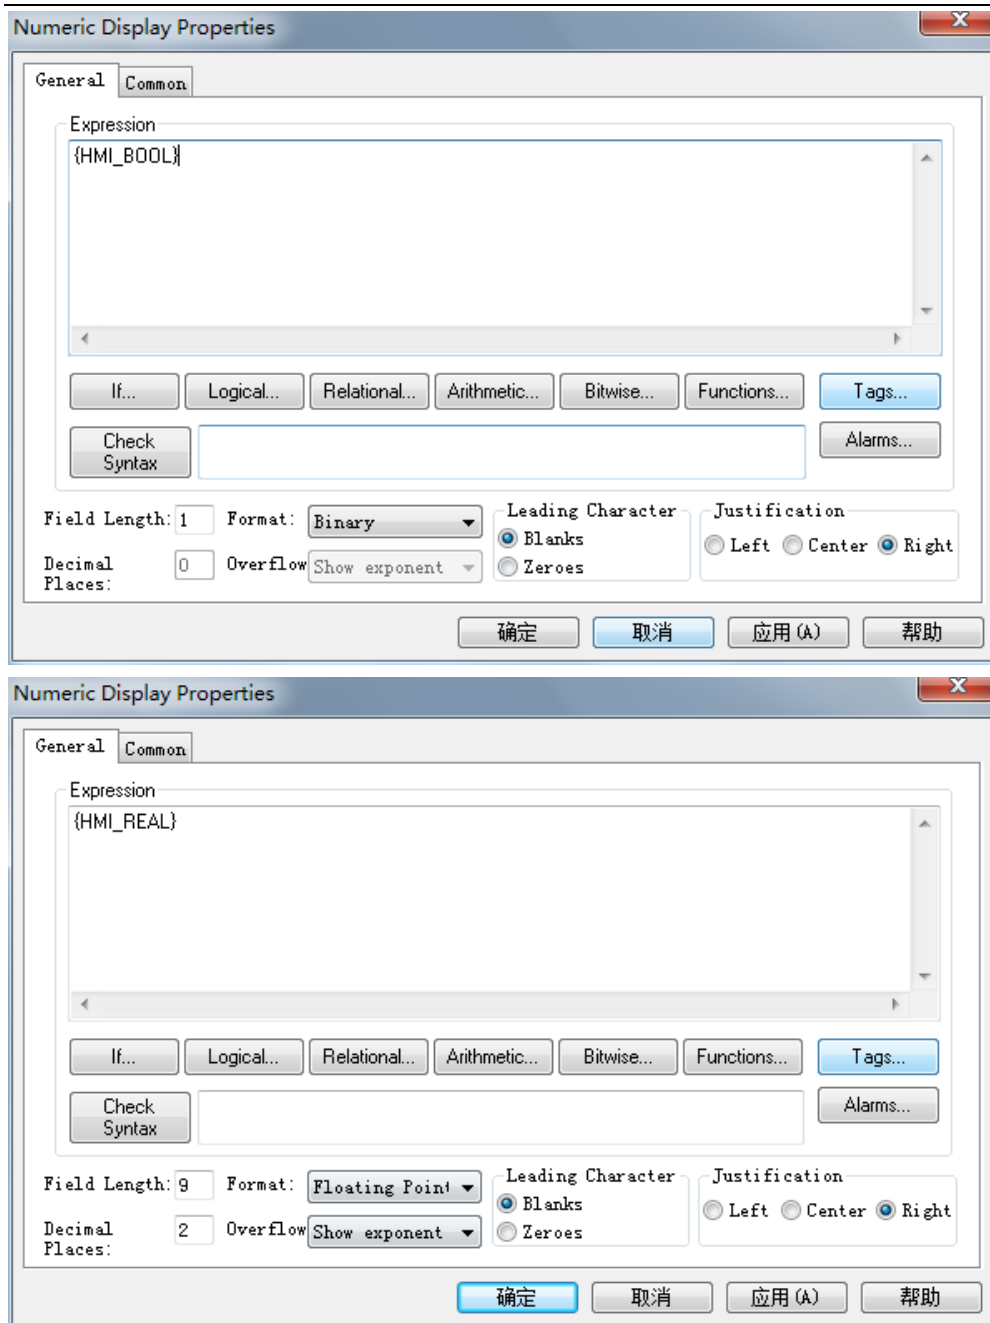 Numeric Display Properties
General Common
Expression
{HMI_BOOL}
If... Logical... Relational... Arithmetic... Bitwise... Functions... Tags...
Check Syntax Alarms...
Field Length: 1 Format: Binary Leading Character Justification
Blanks Left Center Right
Decimal Places: 0 Overflow Show exponent Zeroes
确定 取消 应用(A) 帮助
Numeric Display Properties
General Common
Expression
{HMI_REAL}
If... Logical... Relational... Arithmetic... Bitwise... Functions... Tags...
Check Syntax Alarms...
Field Length: 9 Format: Floating Point Leading Character Justification
Blanks Left Center Right
Decimal Places: 2 Overflow Show exponent Zeroes
确定 取消 应用(A) 帮助